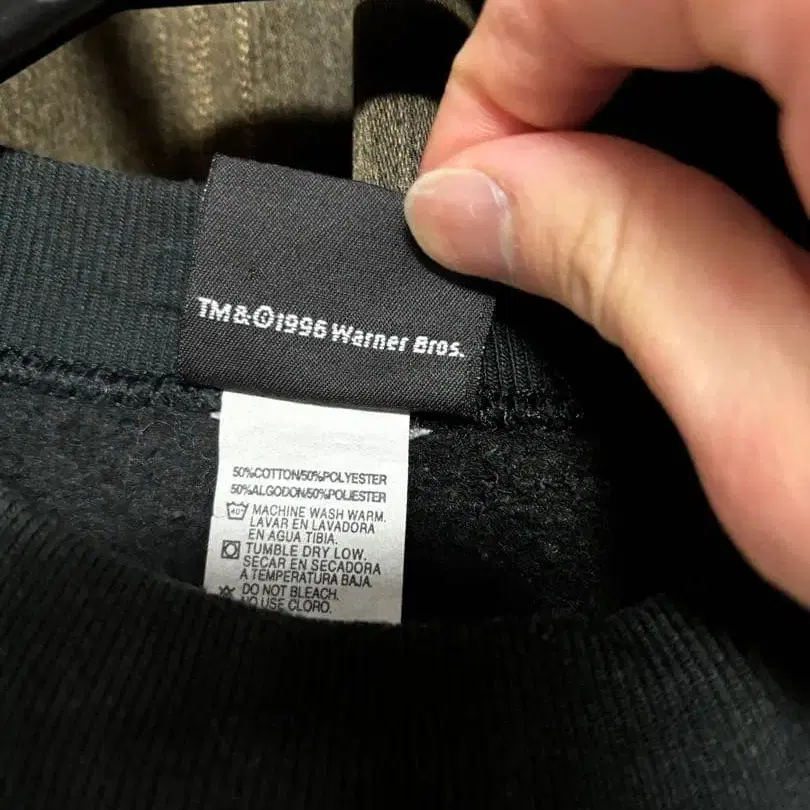 TM&©1996 Warner Bros.
50%COTTON/50%POLYESTER
50%ALGODON/50%POLIESTER
40° MACHINE WASH WARM.
LAVAR EN LAVADORA
EN AGUA TIBIA.
TUMBLE DRY LOW.
SECAR EN SECADORA
A TEMPERATURA BAJA.
DO NOT BLEACH.
NO USE CLORO.